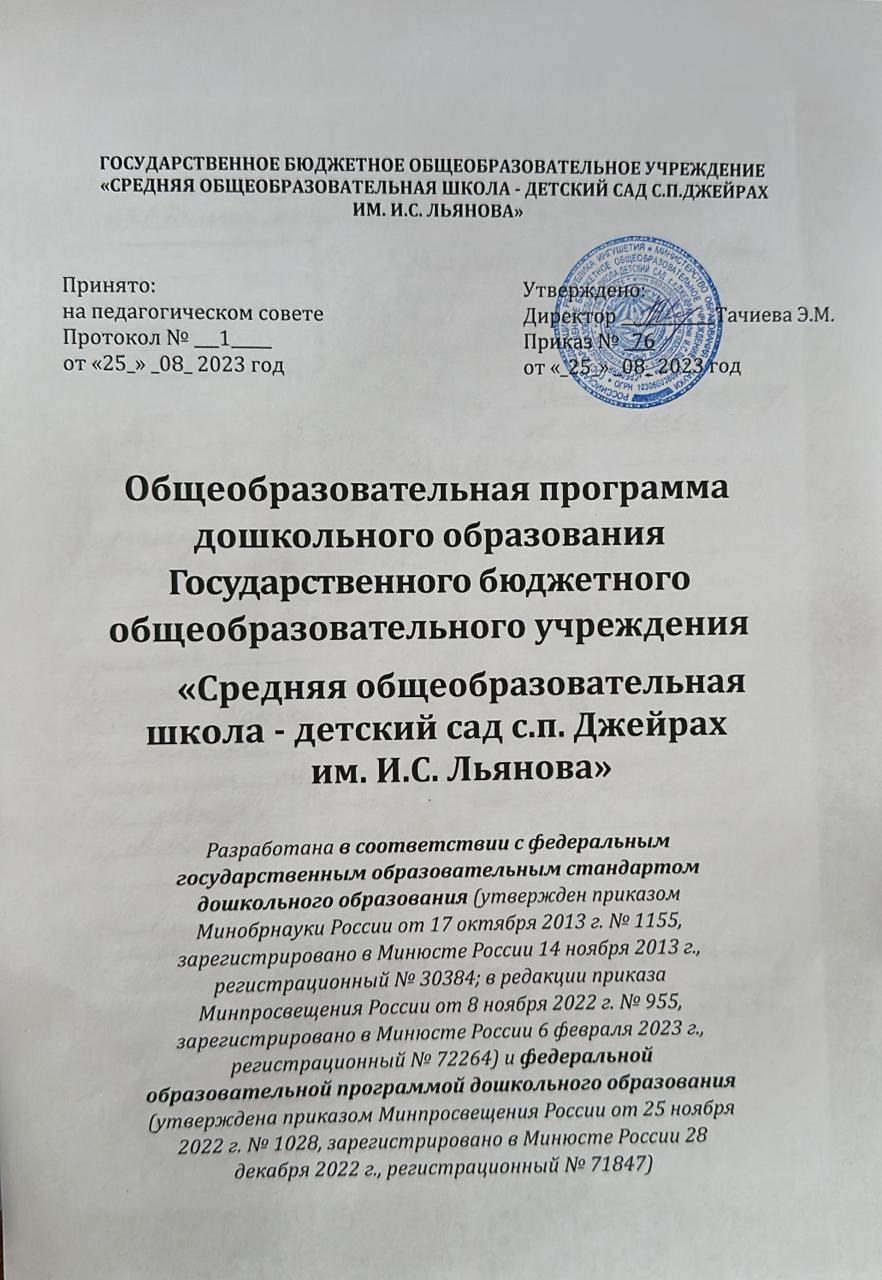 ГОСУДАРСТВЕННОЕ БЮДЖЕТНОЕ ОБЩЕОБРАЗОВАТЕЛЬНОЕ УЧРЕЖДЕНИЕ
«СРЕДНЯЯ ОБЩЕОБРАЗОВАТЕЛЬНАЯ ШКОЛА - ДЕТСКИЙ САД С.П.ДЖЕЙРАХ
ИМ. И.С. ЛЬЯНОВА»
Принято:
на педагогическом совете
Протокол № ___1_____
от «25_» _08_ 2023 год
Утверждено:
Директор __________Тачиева Э.М.
Приказ № _76
от «_25_»_08_ 2023 год
Общеобразовательная программа
дошкольного образования
Государственного бюджетного
общеобразовательного учреждения
«Средняя общеобразовательная
школа - детский сад с.п. Джейрах
им. И.С. Льянова»
Разработана в соответствии с федеральным
государственным образовательным стандартом
дошкольного образования (утвержден приказом
Минобрнауки России от 17 октября 2013 г. № 1155,
зарегистрировано в Минюсте России 14 ноября 2013 г.,
регистрационный № 30384; в редакции приказа
Минпросвещения России от 8 ноября 2022 г. № 955,
зарегистрировано в Минюсте России 6 февраля 2023 г.,
регистрационный № 72264) и федеральной
образовательной программой дошкольного образования
(утверждена приказом Минпросвещения России от 25 ноября
2022 г. № 1028, зарегистрировано в Минюсте России 28
декабря 2022 г., регистрационный № 71847)